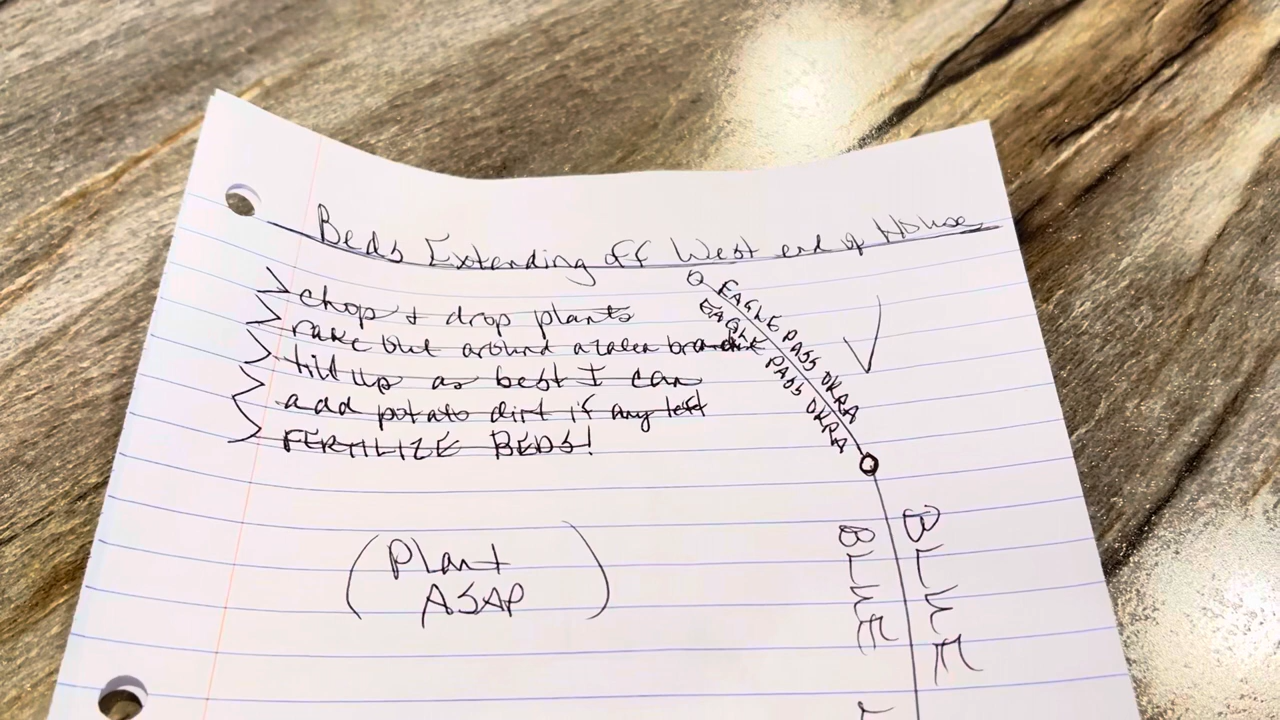 Beds Extending off West end of House
chop & drop plants
rake out around azalea
till up as best I can
add potato dirt if any left
FERTILIZE BEDS!
(Plant
ASAP)
EAGLE PASS OKRA
EAGLE PASS OKRA
BLUE
BLUE